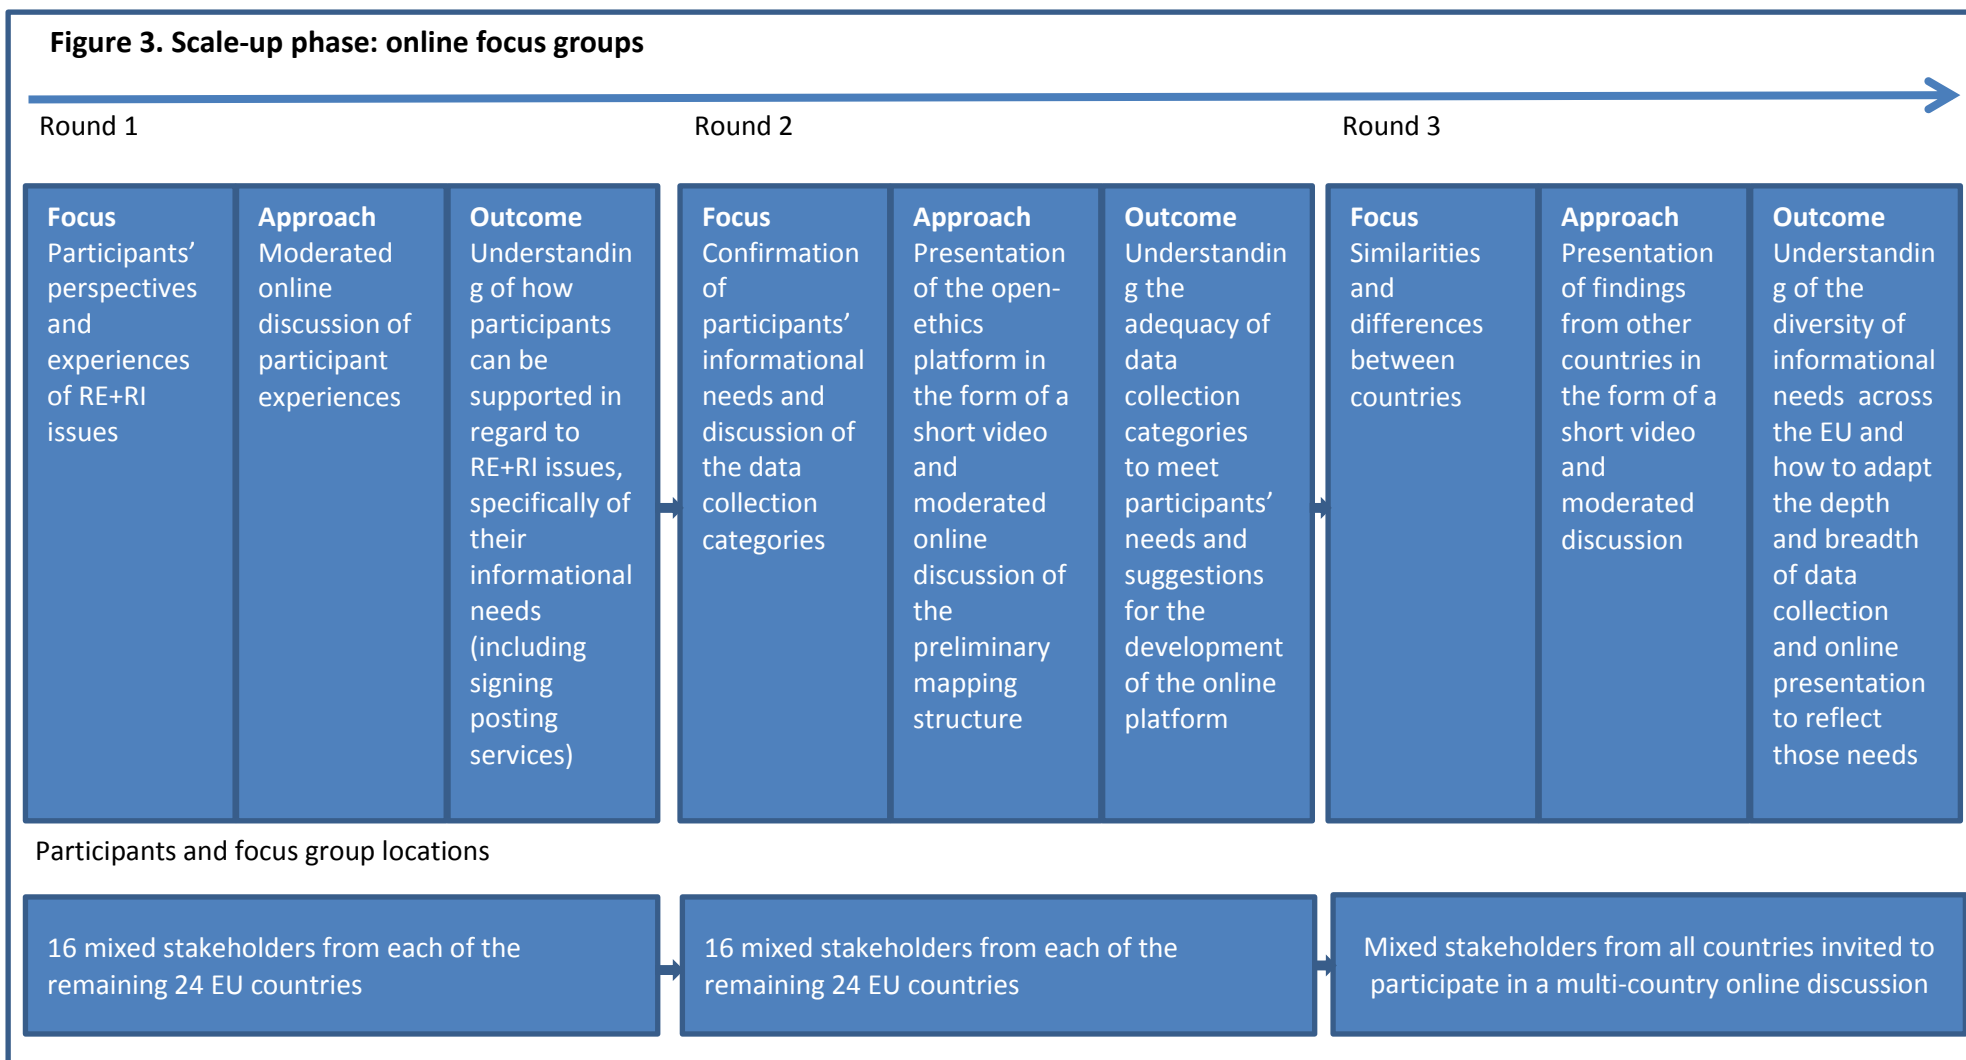 Figure 3. Scale-up phase: online focus groups
Round 1
Round 2
Round 3
Focus
Participants’
perspectives
and
experiences
of RE+RI
issues
Approach
Moderated
online
discussion of
participant
experiences
Outcome
Understandin
g of how
participants
can be
supported in
regard to
RE+RI issues,
specifically of
their
informational
needs
(including
signing
posting
services)
Focus
Confirmation
of
participants’
informational
needs and
discussion of
the data
collection
categories
Approach
Presentation
of the open-
ethics
platform in
the form of a
short video
and
moderated
online
discussion of
the
preliminary
mapping
structure
Outcome
Understandin
g the
adequacy of
data
collection
categories
to meet
participants’
needs and
suggestions
for the
development
of the online
platform
Focus
Similarities
and
differences
between
countries
Approach
Presentation
of findings
from other
countries in
the form of a
short video
and
moderated
discussion
Outcome
Understandin
g of the
diversity of
informational
needs  across
the EU and
how to adapt
the depth
and breadth
of data
collection
and online
presentation
to reflect
those needs
Participants and focus group locations
16 mixed stakeholders from each of the
remaining 24 EU countries
16 mixed stakeholders from each of the
remaining 24 EU countries
Mixed stakeholders from all countries invited to
participate in a multi-country online discussion